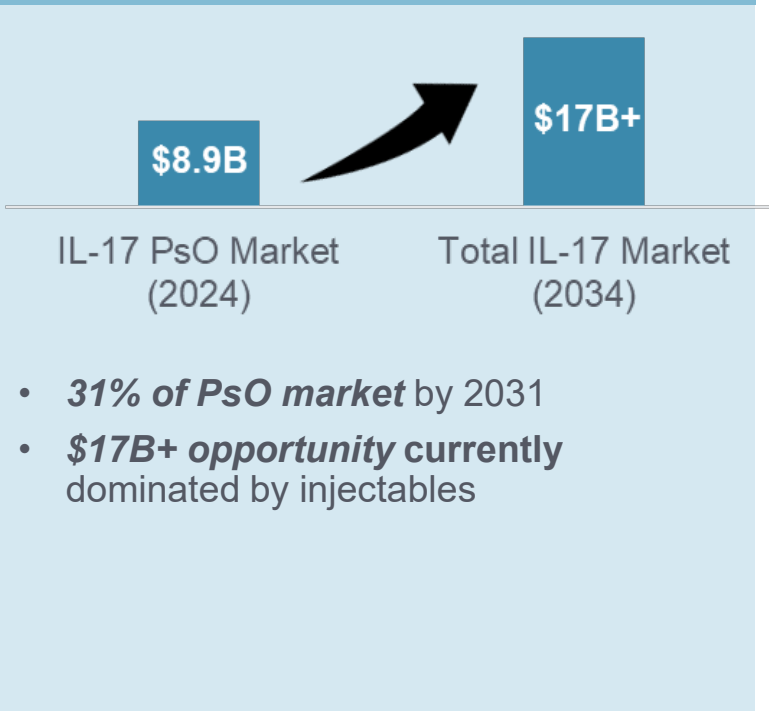 $8.9B
$17B+
IL-17 PsO Market
(2024)
Total IL-17 Market
(2034)
• 31% of PsO market by 2031
• $17B+ opportunity currently
dominated by injectables